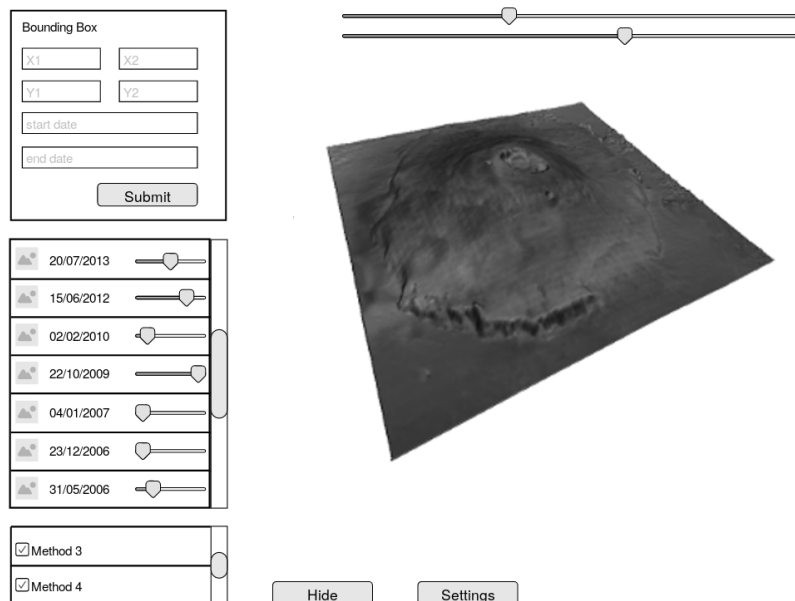 Bounding Box
X1 X2
Y1 Y2
start date
end date
Submit
20/07/2013
15/06/2012
02/02/2010
22/10/2009
04/01/2007
23/12/2006
31/05/2006
Method 3
Method 4
Hide Settings